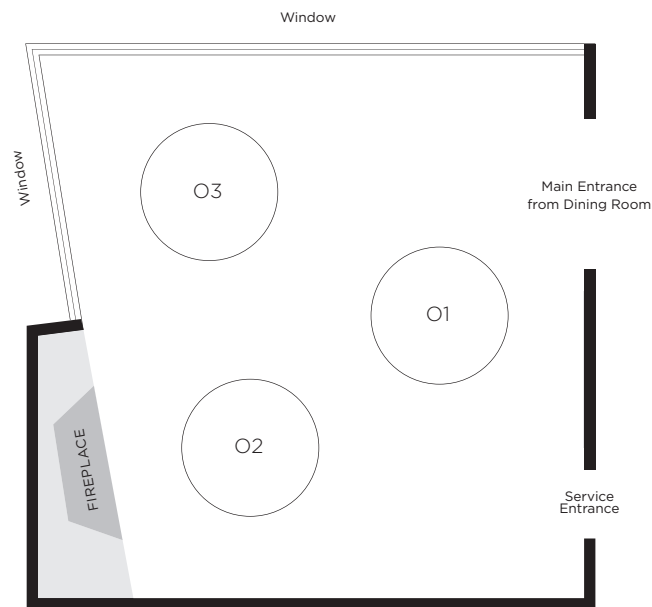 Window
Window
O3
Main Entrance
from Dining Room
O1
O2
FIREPLACE
Service
Entrance